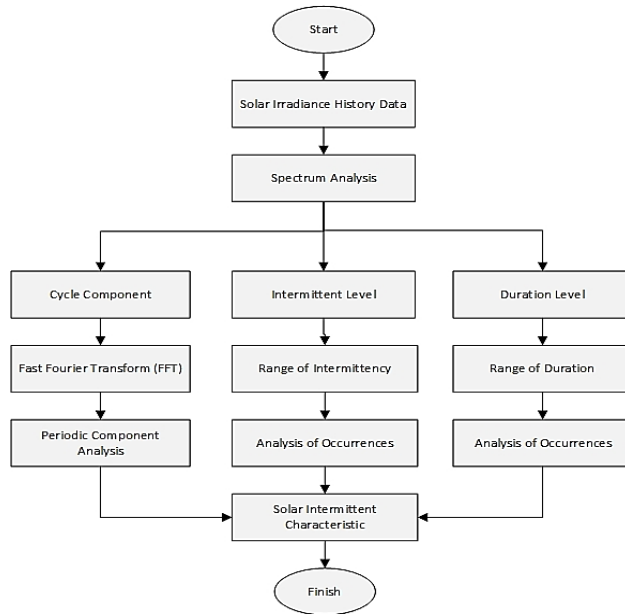 Start
Solar Irradiance History Data
Spectrum Analysis
Cycle Component
Intermittent Level
Duration Level
Fast Fourier Transform (FFT)
Range of Intermittency
Range of Duration
Periodic Component
Analysis
Analysis of Occurrences
Analysis of Occurrences
Solar Intermittent
Characteristic
Finish